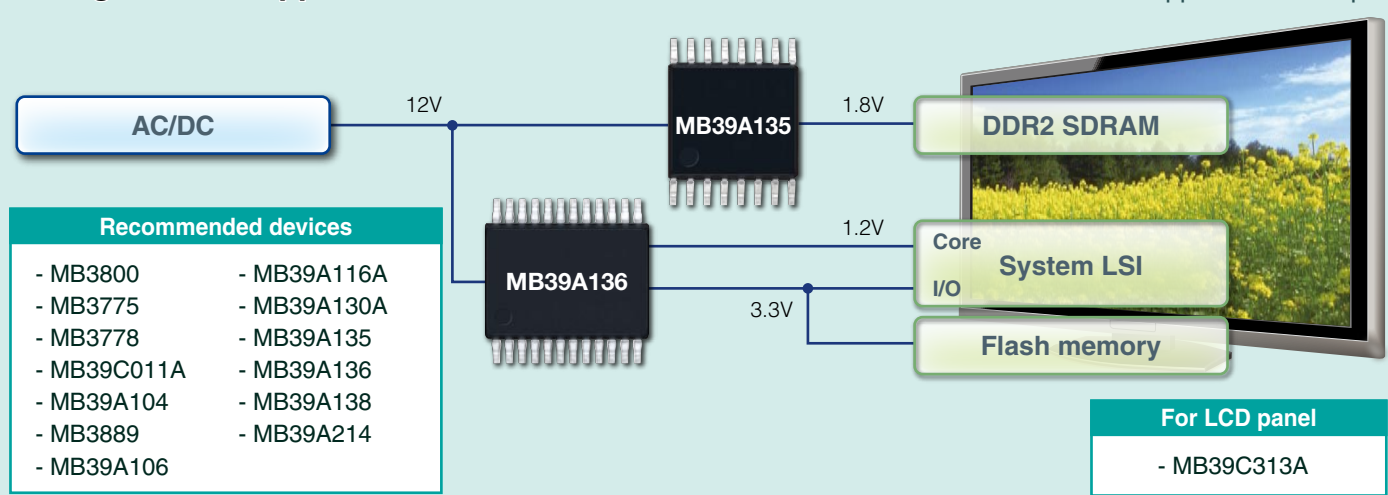 AC/DC
12V
MB39A135
1.8V
DDR2 SDRAM
MB39A136
1.2V
Core
System LSI
I/O
3.3V
Flash memory
Recommended devices
- MB3800
- MB3775
- MB3778
- MB39C011A
- MB39A104
- MB3889
- MB39A106
- MB39A116A
- MB39A130A
- MB39A135
- MB39A136
- MB39A138
- MB39A214
For LCD panel
- MB39C313A